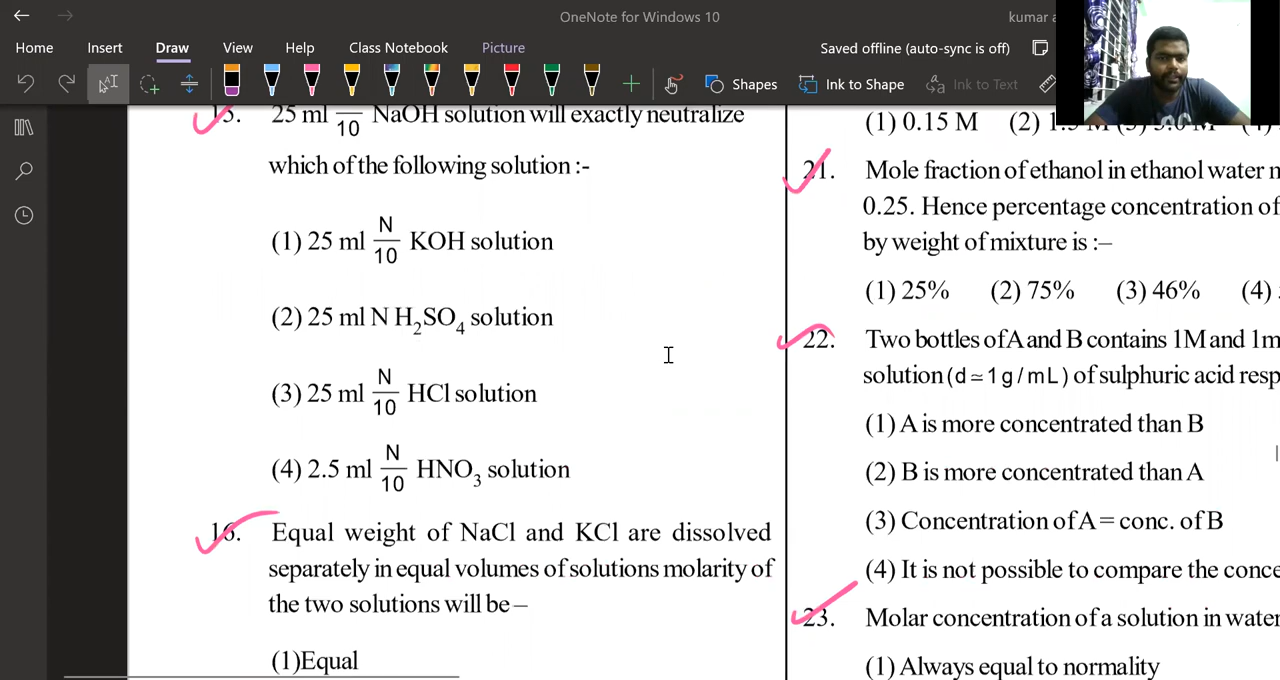 OneNote for Windows 10
kumar
Home Insert Draw View Help Class Notebook Picture
Saved offline (auto-sync is off)
Shapes Ink to Shape Ink to Text
15. 25 ml /10 NaOH solution will exactly neutralize
which of the following solution :-
(1) 25 ml N/10 KOH solution
(2) 25 ml N H₂SO₄ solution
(3) 25 ml N/10 HCl solution
(4) 2.5 ml N/10 HNO₃ solution
16. Equal weight of NaCl and KCl are dissolved
separately in equal volumes of solutions molarity of
the two solutions will be –
(1)Equal
(1) 0.15 M (2)
21. Mole fraction of ethanol in ethanol water
0.25. Hence percentage concentration of
by weight of mixture is :–
(1) 25% (2) 75% (3) 46% (4)
22. Two bottles of A and B contains 1M and 1m
solution (d ≃ 1 g / mL) of sulphuric acid resp
(1) A is more concentrated than B
(2) B is more concentrated than A
(3) Concentration of A = conc. of B
(4) It is not possible to compare the conce
23. Molar concentration of a solution in water
(1) Always equal to normality